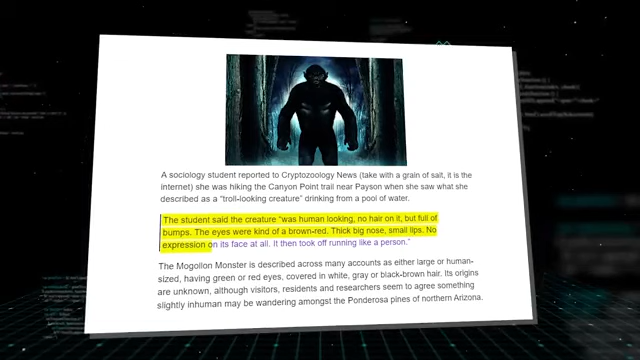 A sociology student reported to Cryptozoology News (take with a grain of salt, it is the
internet) she was hiking the Canyon Point trail near Payson when she saw what she
described as a "troll-looking creature" drinking from a pool of water.
The student said the creature "was human looking, no hair on it, but full of
bumps. The eyes were kind of a brown-red. Thick big nose, small lips. No
expression on its face at all. It then took off running like a person."
The Mogollon Monster is described across many accounts as either large or human-
sized, having green or red eyes, covered in white, gray or black-brown hair. Its origins
are unknown, although visitors, residents and researchers seem to agree something
slightly inhuman may be wandering amongst the Ponderosa pines of northern Arizona.